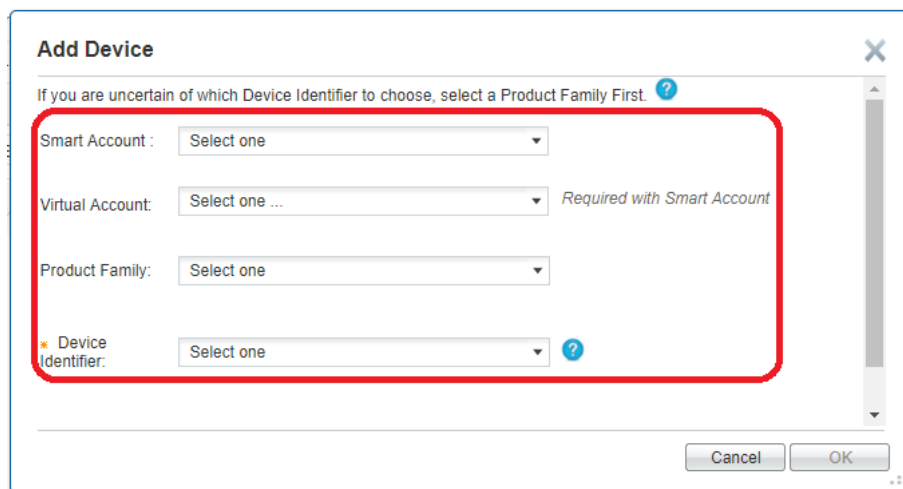 Add Device
If you are uncertain of which Device Identifier to choose, select a Product Family First.
Smart Account :
Select one
Virtual Account:
Select one ...
Required with Smart Account
Product Family:
Select one
* Device
Identifier:
Select one
Cancel
OK